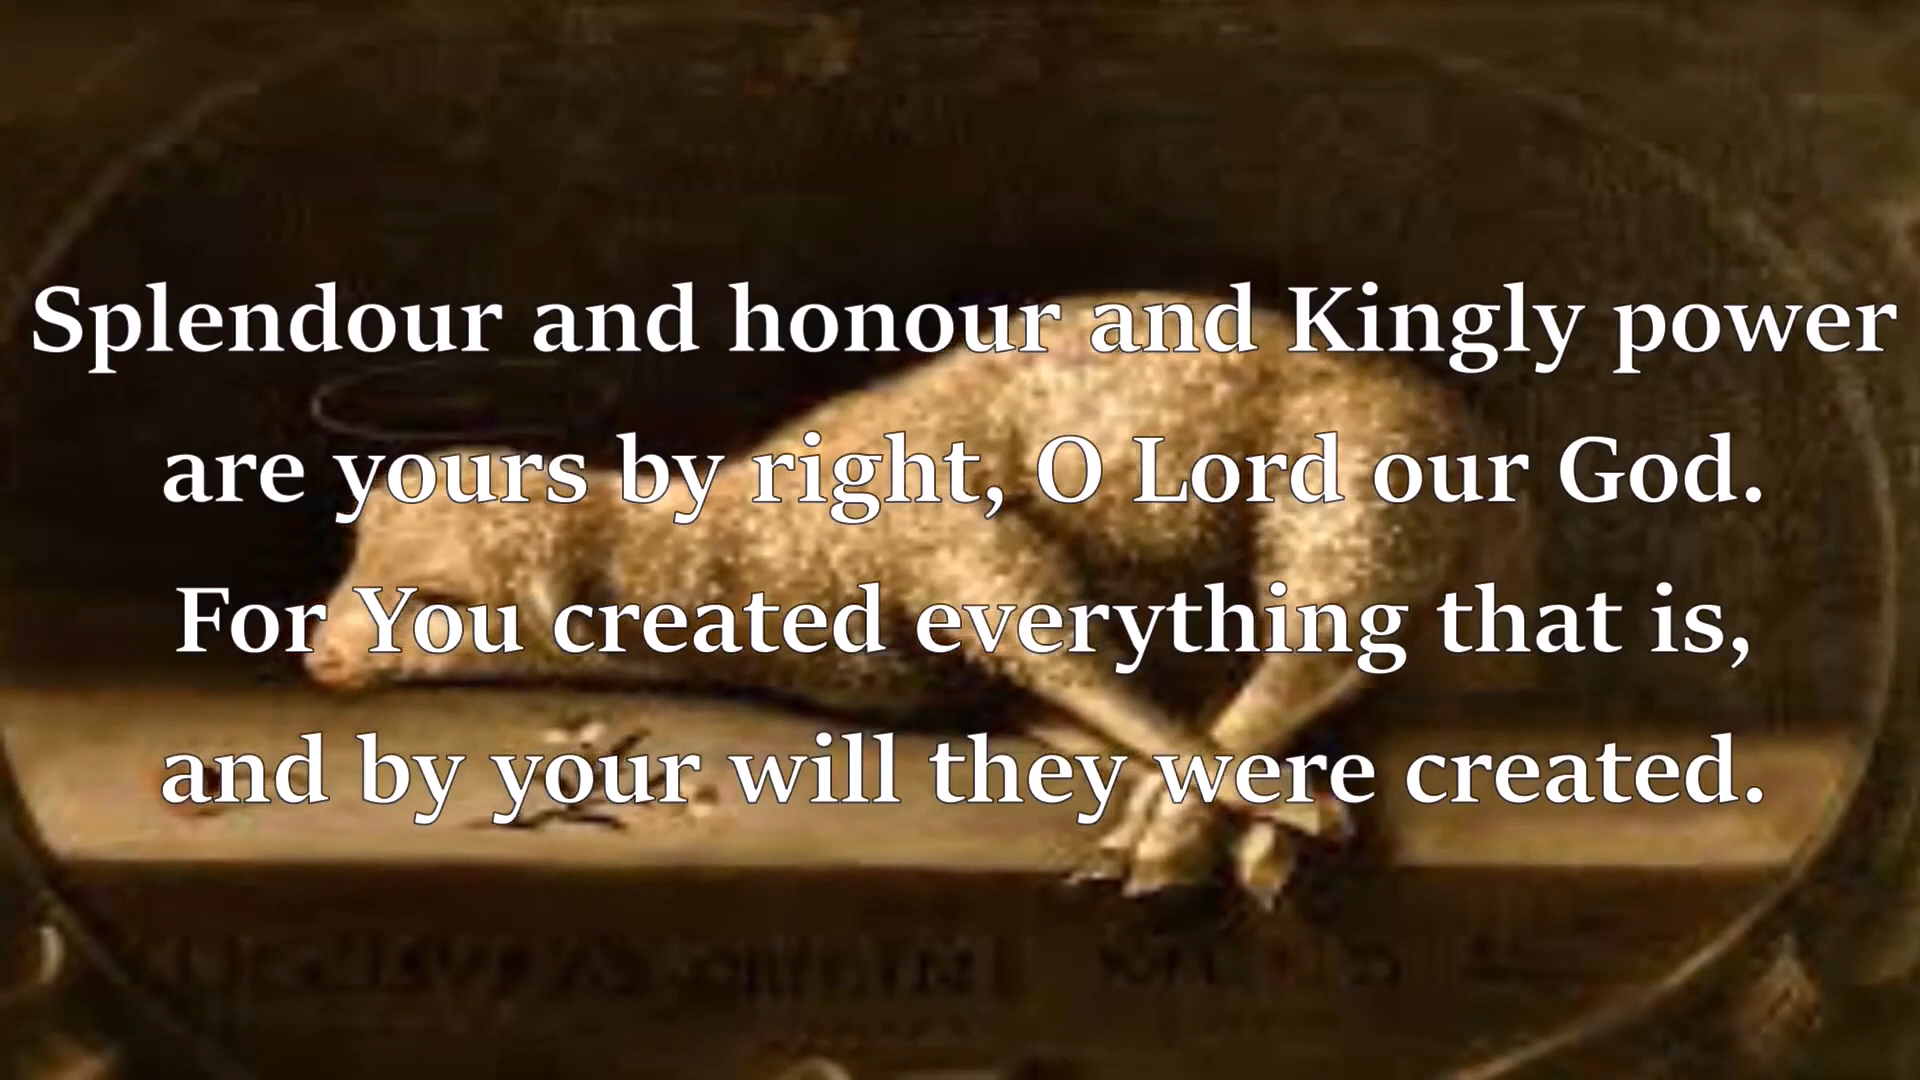 Splendour and honour and Kingly power
are yours by right, O Lord our God.
For You created everything that is,
and by your will they were created.